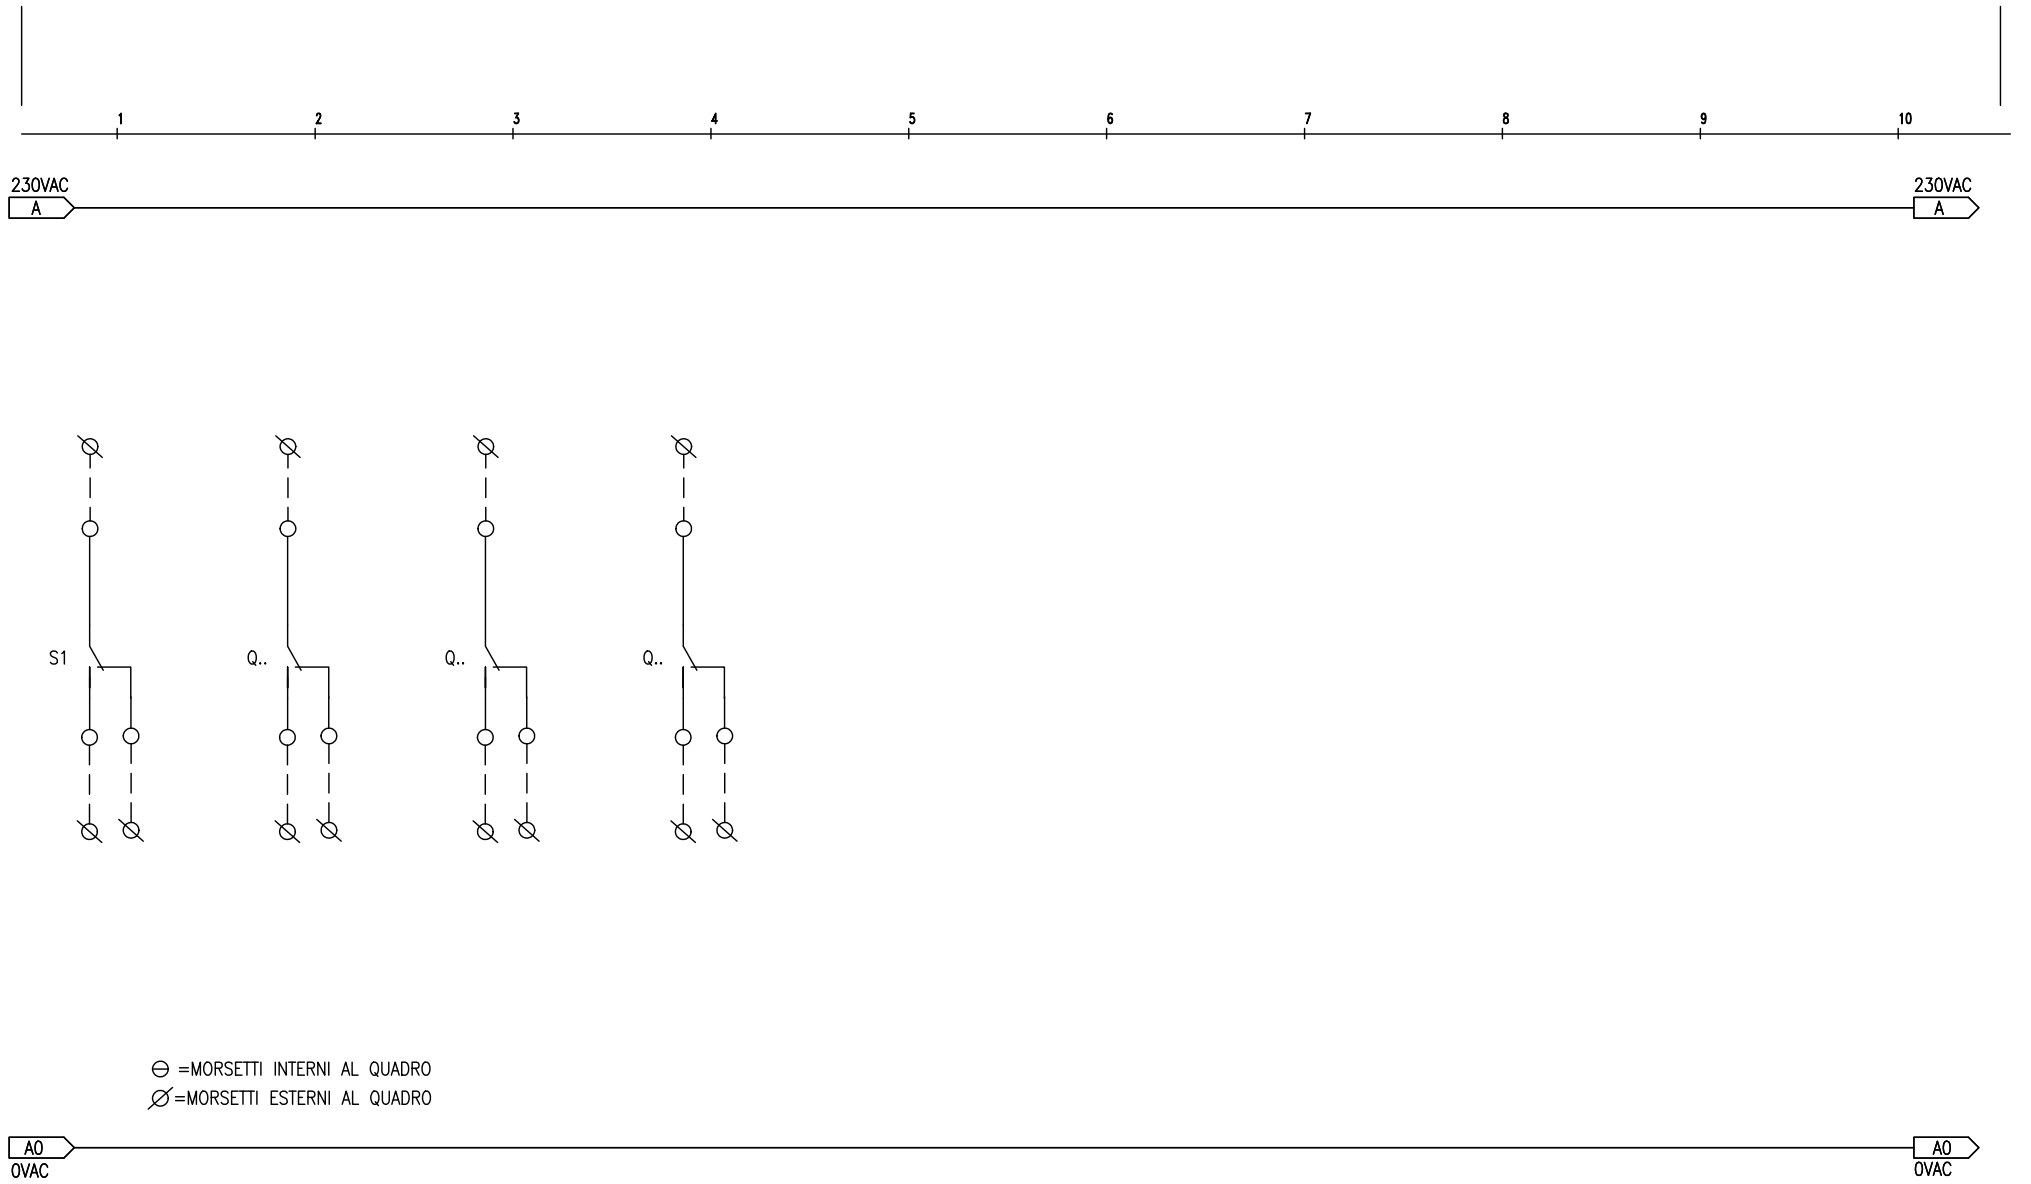 1 2 3 4 5 6 7 8 9 10
230VAC 230VAC
A A
S1 Q.. Q.. Q..
=MORSETTI INTERNI AL QUADRO
=MORSETTI ESTERNI AL QUADRO
A0 A0
0VAC 0VAC